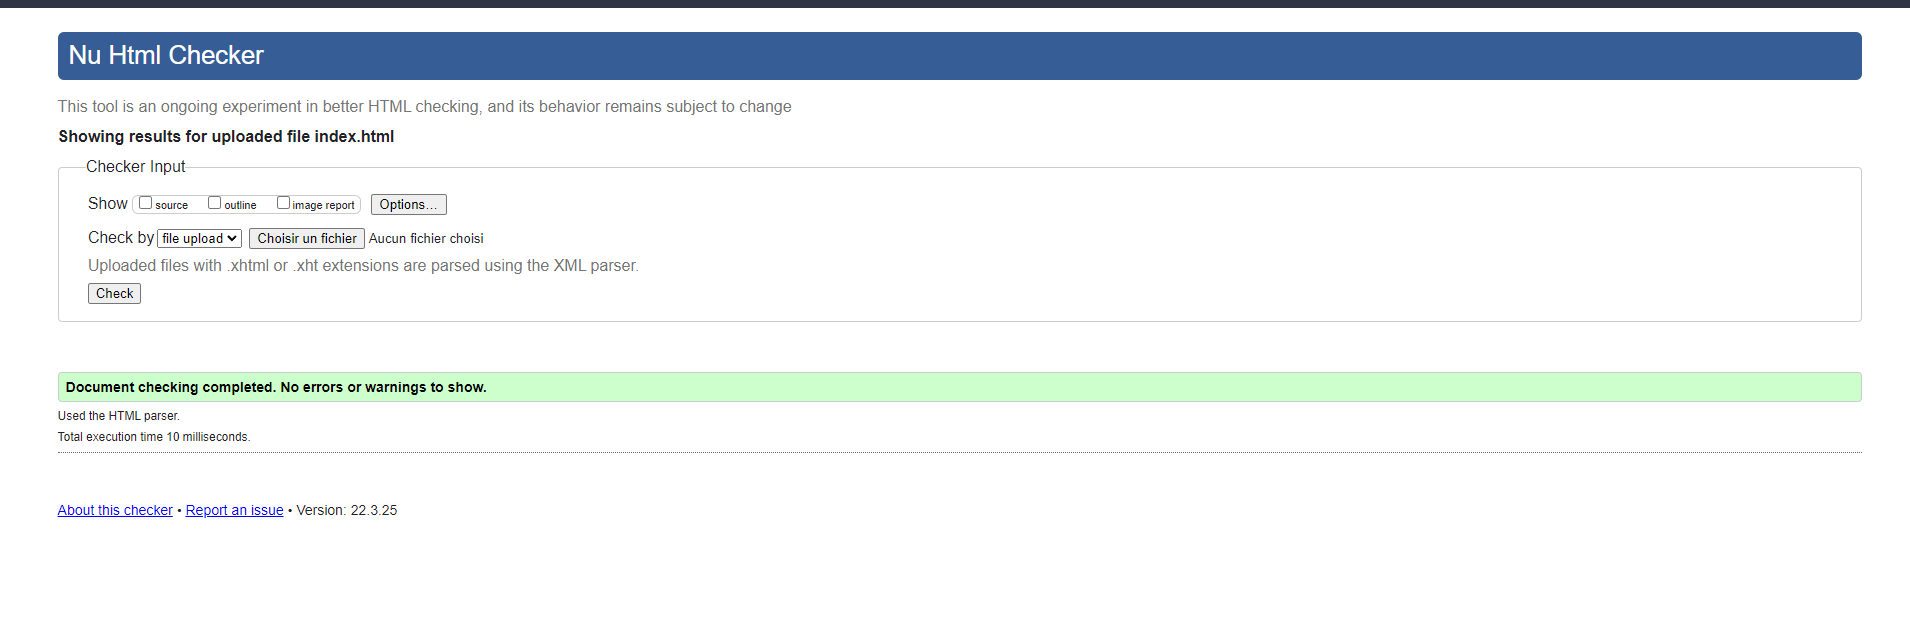 Nu Html Checker
This tool is an ongoing experiment in better HTML checking, and its behavior remains subject to change
Showing results for uploaded file index.html
Checker Input
Show source outline image report Options...
Check by file upload Choisir un fichier Aucun fichier choisi
Uploaded files with .xhtml or .xht extensions are parsed using the XML parser.
Check
Document checking completed. No errors or warnings to show.
Used the HTML parser.
Total execution time 10 milliseconds.
About this checker • Report an issue • Version: 22.3.25